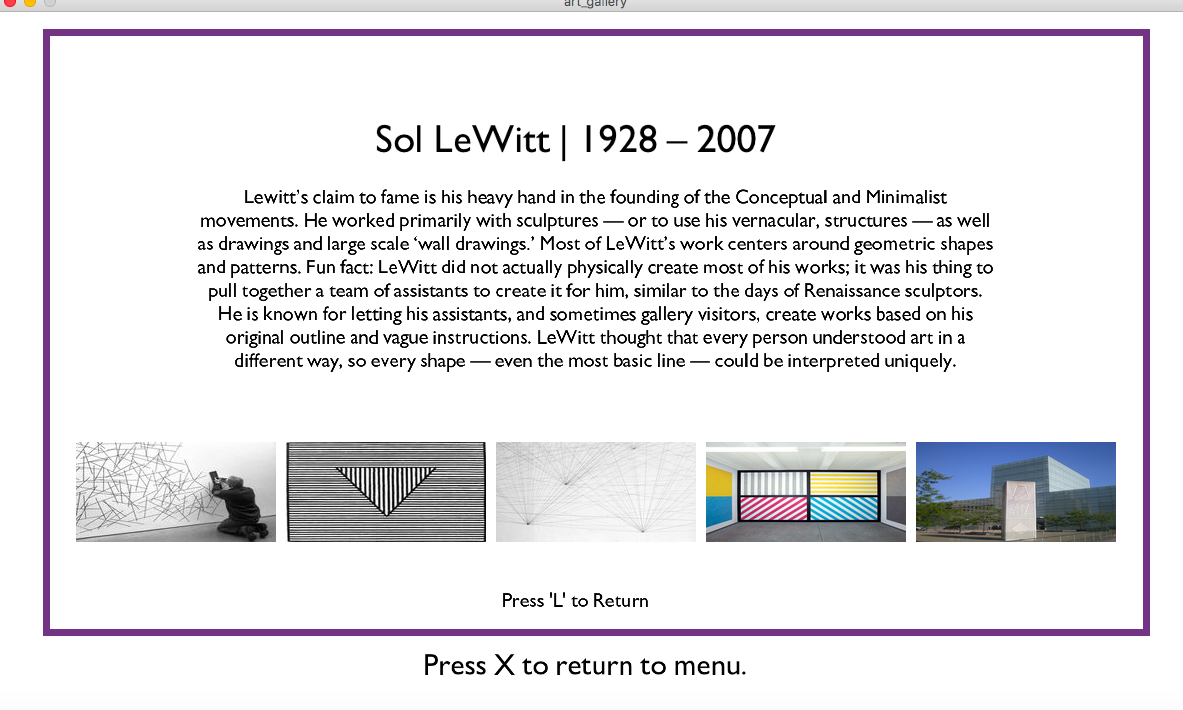 art_gallery
Sol LeWitt | 1928 – 2007
Lewitt’s claim to fame is his heavy hand in the founding of the Conceptual and Minimalist
movements. He worked primarily with sculptures — or to use his vernacular, structures — as well
as drawings and large scale ‘wall drawings.’ Most of LeWitt’s work centers around geometric shapes
and patterns. Fun fact: LeWitt did not actually physically create most of his works; it was his thing to
pull together a team of assistants to create it for him, similar to the days of Renaissance sculptors.
He is known for letting his assistants, and sometimes gallery visitors, create works based on his
original outline and vague instructions. LeWitt thought that every person understood art in a
different way, so every shape — even the most basic line — could be interpreted uniquely.
Press 'L' to Return
Press X to return to menu.